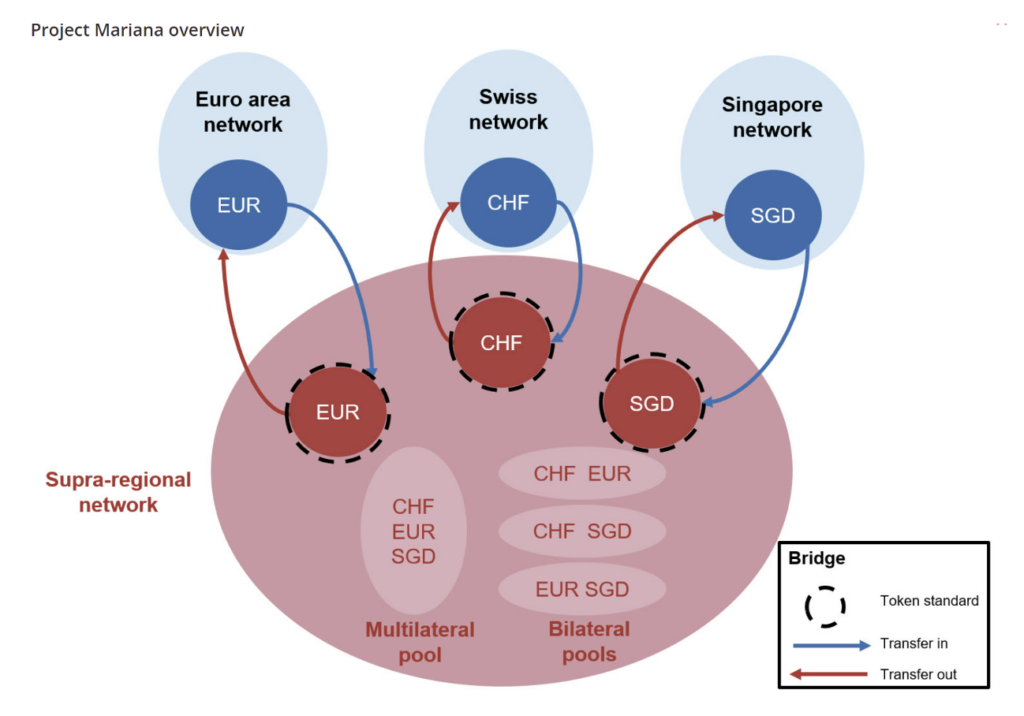 Project Mariana overview
Euro area
network
Swiss
network
Singapore
network
EUR
CHF
SGD
CHF
EUR
SGD
Supra-regional
network
CHF
EUR
SGD
CHF EUR
CHF SGD
EUR SGD
Multilateral
pool
Bilateral
pools
Bridge
Token standard
Transfer in
Transfer out